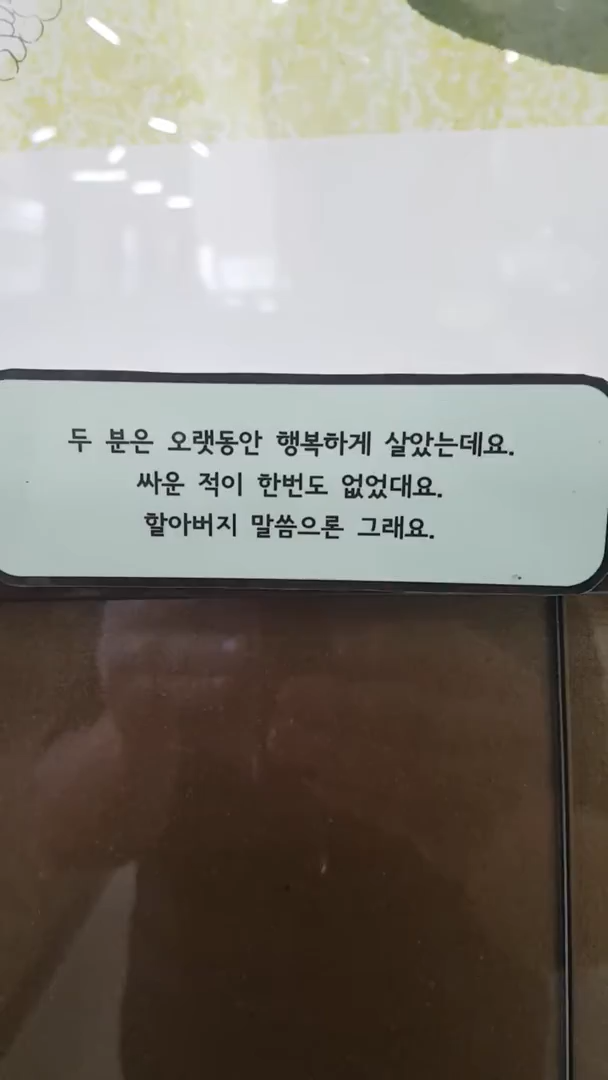 두 분은 오랫동안 행복하게 살았는데요.
싸운 적이 한번도 없었대요.
할아버지 말씀으론 그래요.